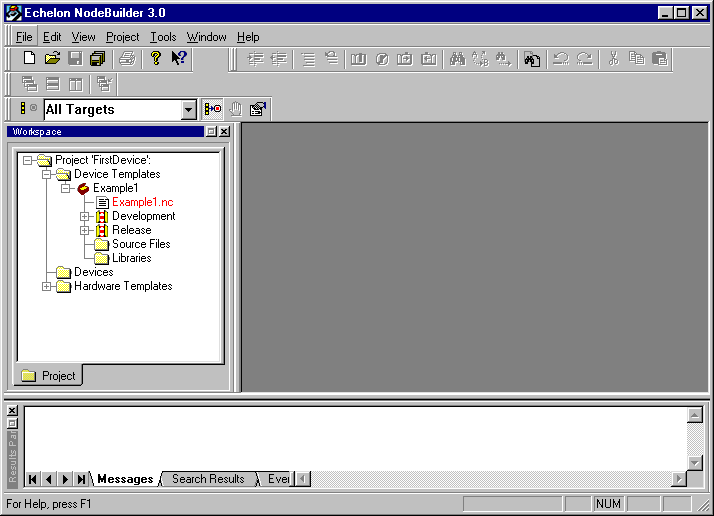 Echelon NodeBuilder 3.0
File Edit View Project Tools Window Help
All Targets
Workspace
Project 'FirstDevice':
Device Templates
Example1
Example1.nc
Development
Release
Source Files
Libraries
Devices
Hardware Templates
Project
Results Pa
Messages Search Results Eve
For Help, press F1 NUM